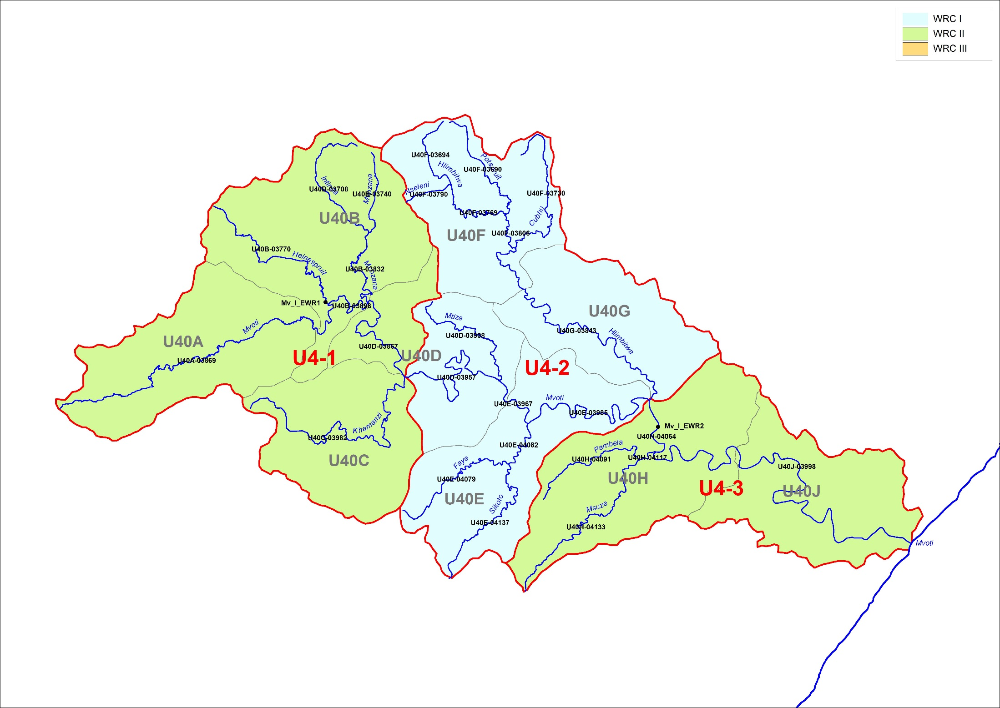 WRC I
WRC II
WRC III
U40F-03694
Hlimbitwa
Potspruit
U40F-03690
Intinwa
U40B-03708
Mvozana
U40B-03740
Nseleni
U40F-03790
U40F-03730
U40F-03769
Cubhu
U40B
U40F
U40F-03806
U40B-03770
Heinespruit
U40B-03832
Mvozana
Mv_I_EWR1
U40B-03896
U40G
Mtize
Mvoti
U40G-03843
Hlimbitwa
U40D-03908
U40A
U40D-03867
U40D
U4-1
U40A-03869
U4-2
U40D-03957
Mvoti
U40E-03967
U40E-03985
Khamanzi
Mv_I_EWR2
U40C-03982
U40H-04064
U40E-04082
Pambela
U40H-04091
U40H-04117
U40C
Faye
U40J-03998
U40E-04079
U40H
U4-3
U40J
U40E
Sikoto
Msuze
U40E-04137
U40H-04133
Mvoti